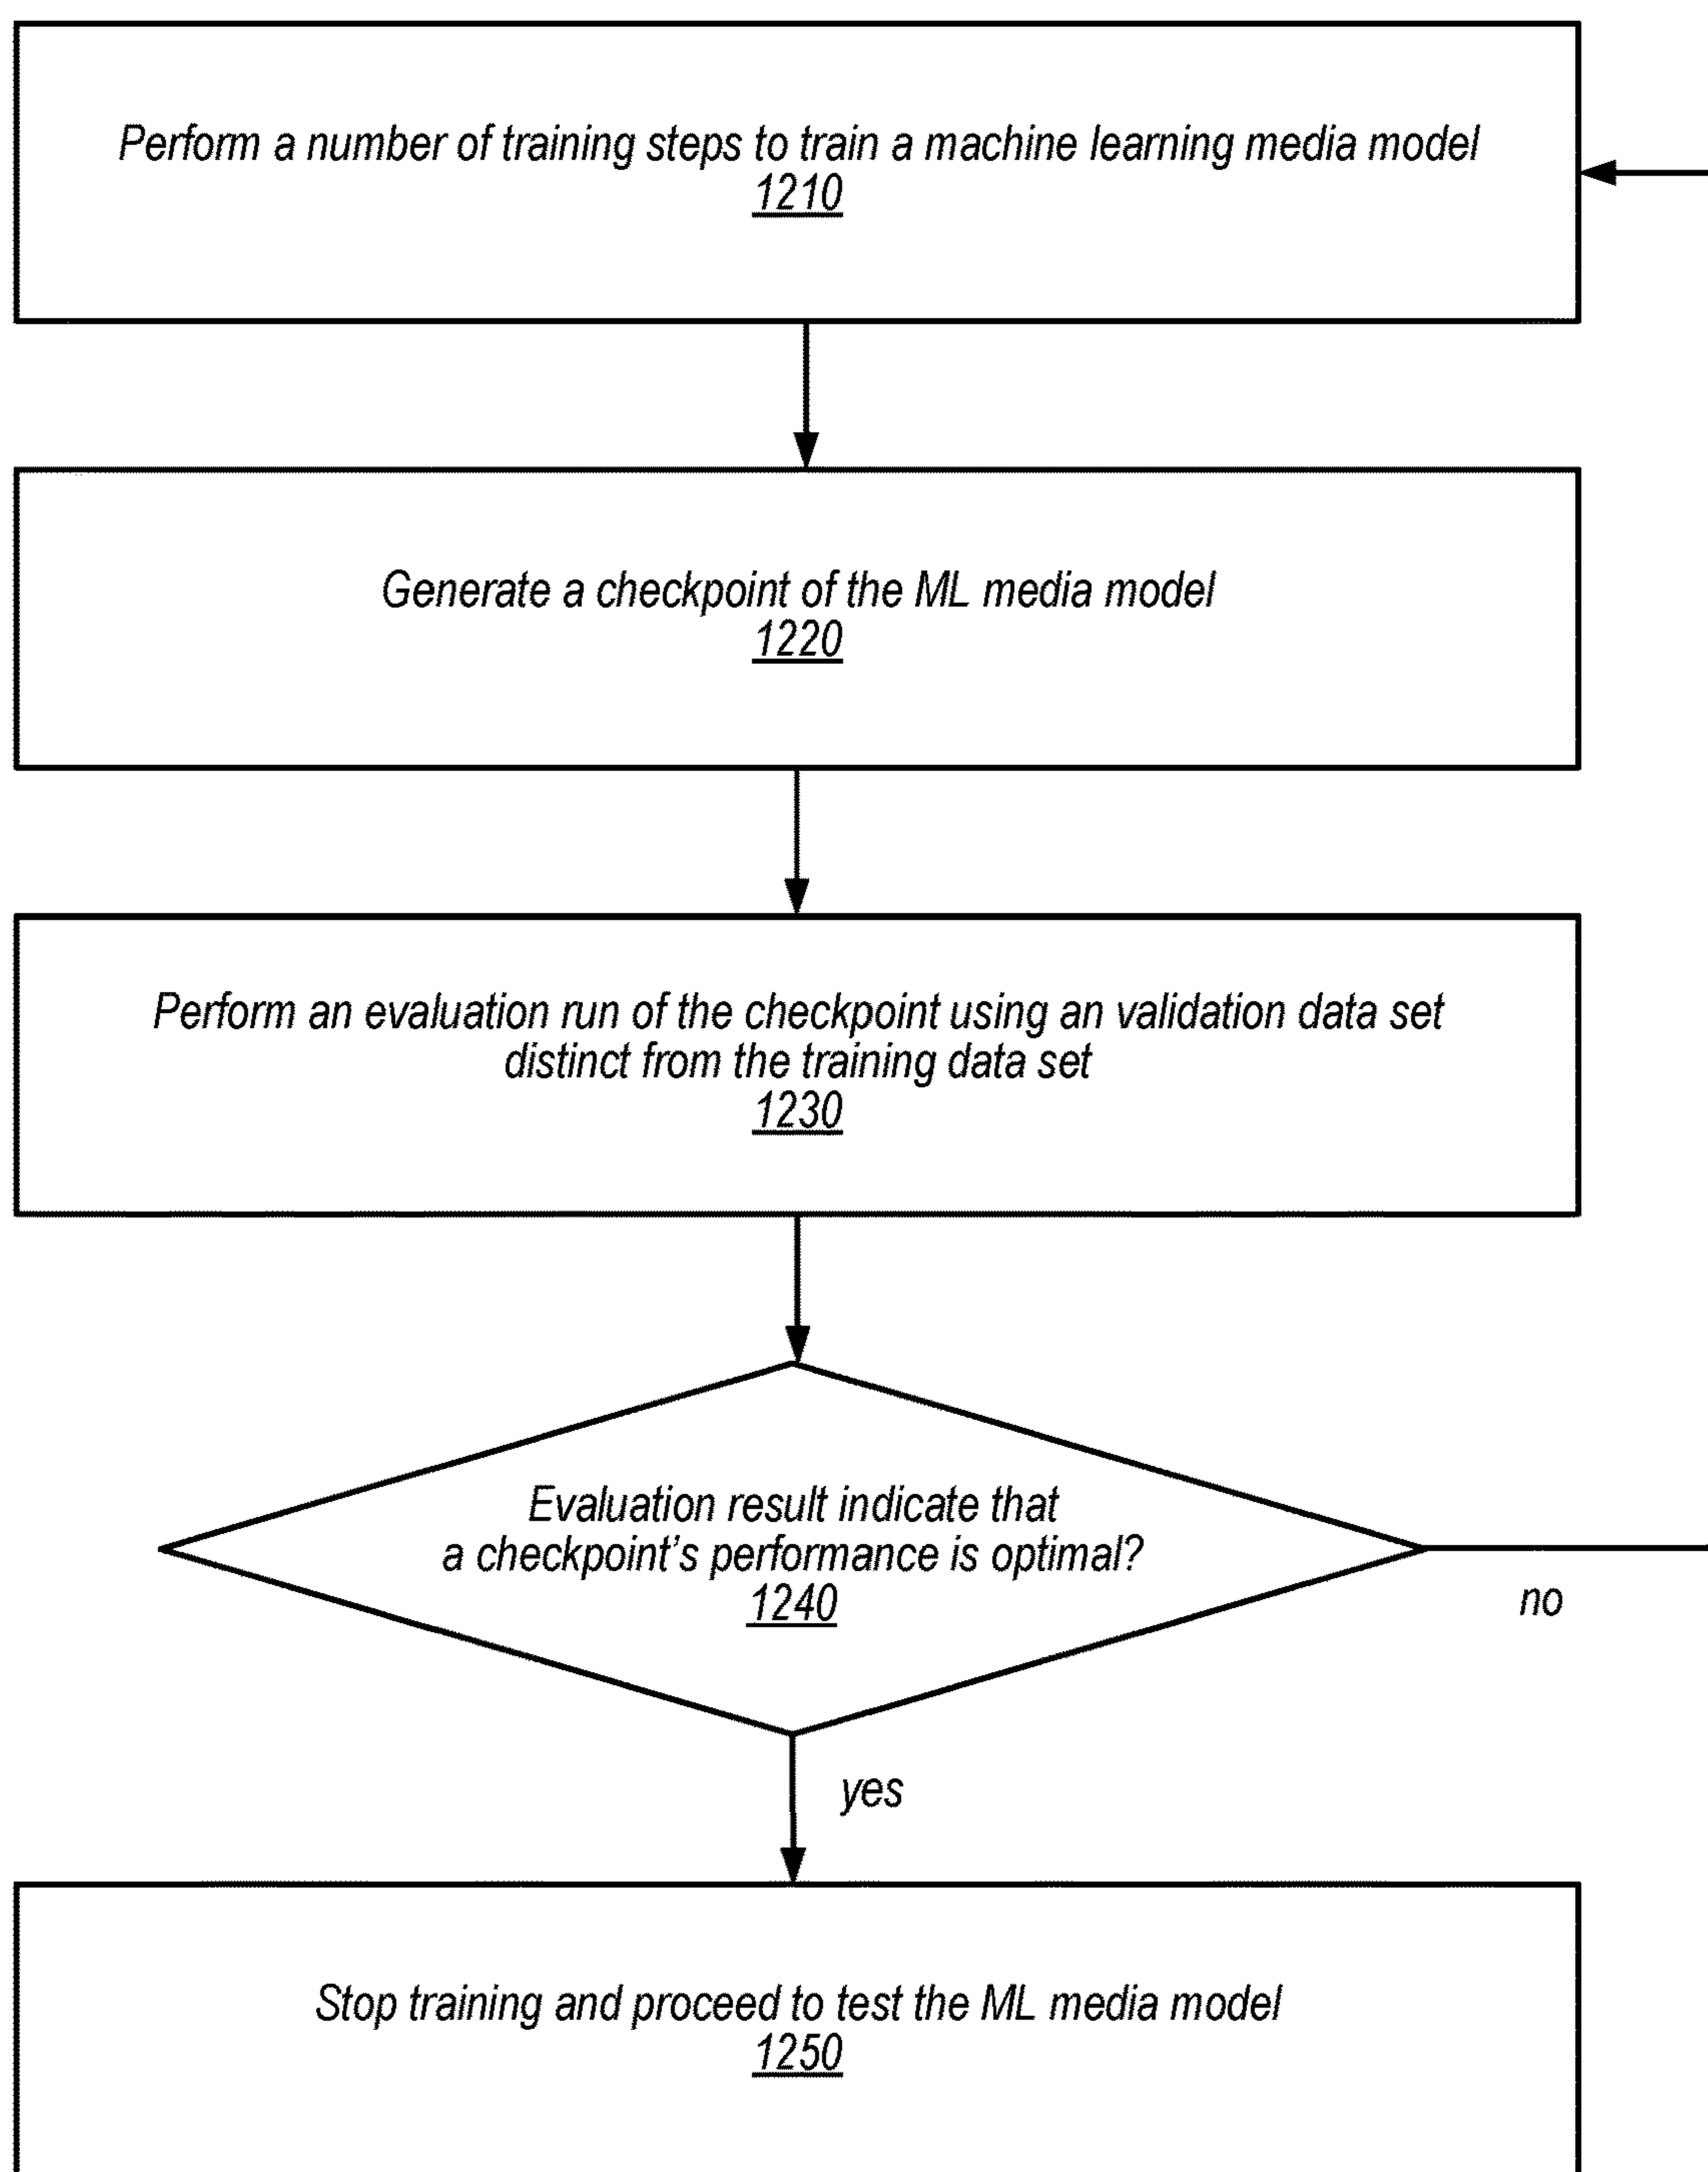 Perform a number of training steps to train a machine learning media model
1210
Generate a checkpoint of the ML media model
1220
Perform an evaluation run of the checkpoint using an validation data set
distinct from the training data set
1230
Evaluation result indicate that
a checkpoint's performance is optimal?
1240
no
yes
Stop training and proceed to test the ML media model
1250